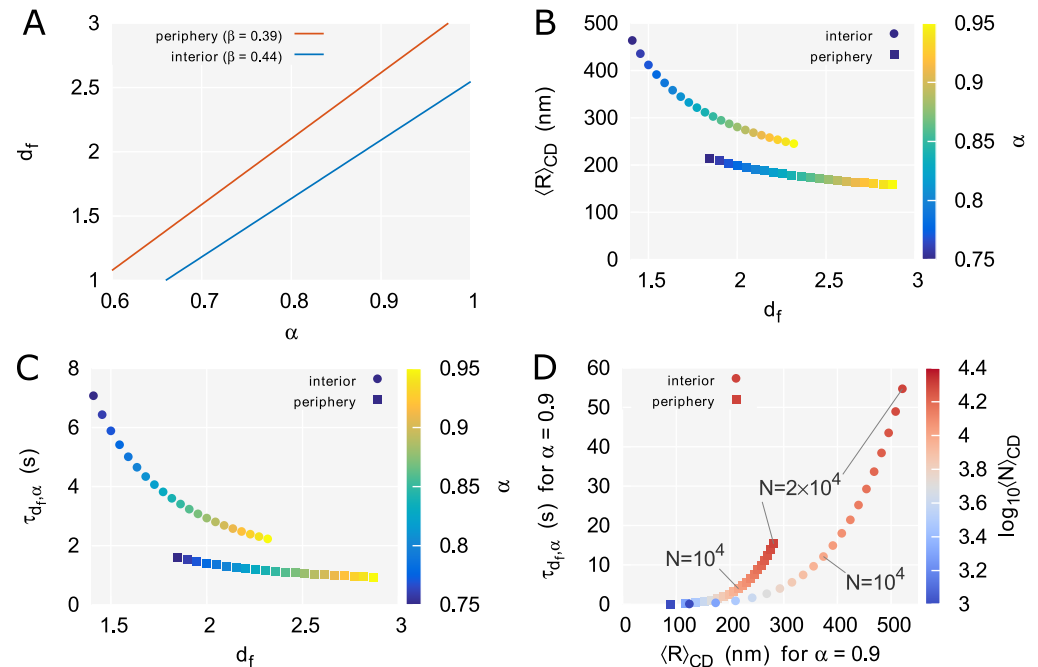 A
3
2.5
2
1.5
1
d_f
periphery (β = 0.39)
interior (β = 0.44)
0.6 0.7 0.8 0.9 1
α
B
500
400
300
200
100
0
⟨R⟩_CD (nm)
interior
periphery
1.5 2 2.5 3
d_f
0.95
0.9
0.85
0.8
0.75
α
C
8
6
4
2
0
τ_{d_f,α} (s)
interior
periphery
1.5 2 2.5 3
d_f
0.95
0.9
0.85
0.8
0.75
α
D
60
50
40
30
20
10
0
τ_{d_f,α} (s) for α = 0.9
interior
periphery
N=2×10⁴
N=10⁴
N=10⁴
0 100 200 300 400 500
⟨R⟩_CD (nm) for α = 0.9
4.4
4.2
4
3.8
3.6
3.4
3.2
3
log₁₀⟨N⟩_CD